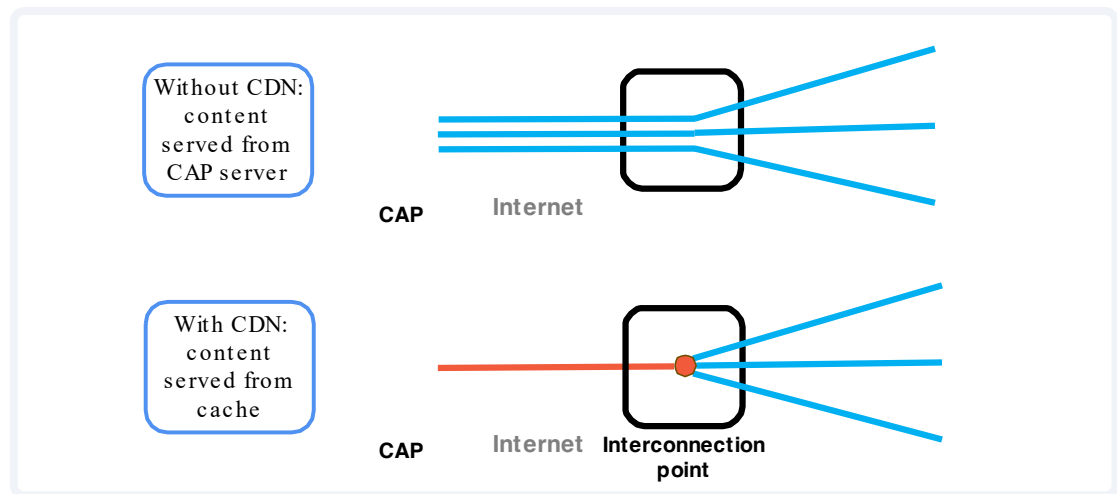 Without CDN:
content
served from
CAP server
CAP
Internet
With CDN:
content
served from
cache
CAP
Internet
Interconnection
point